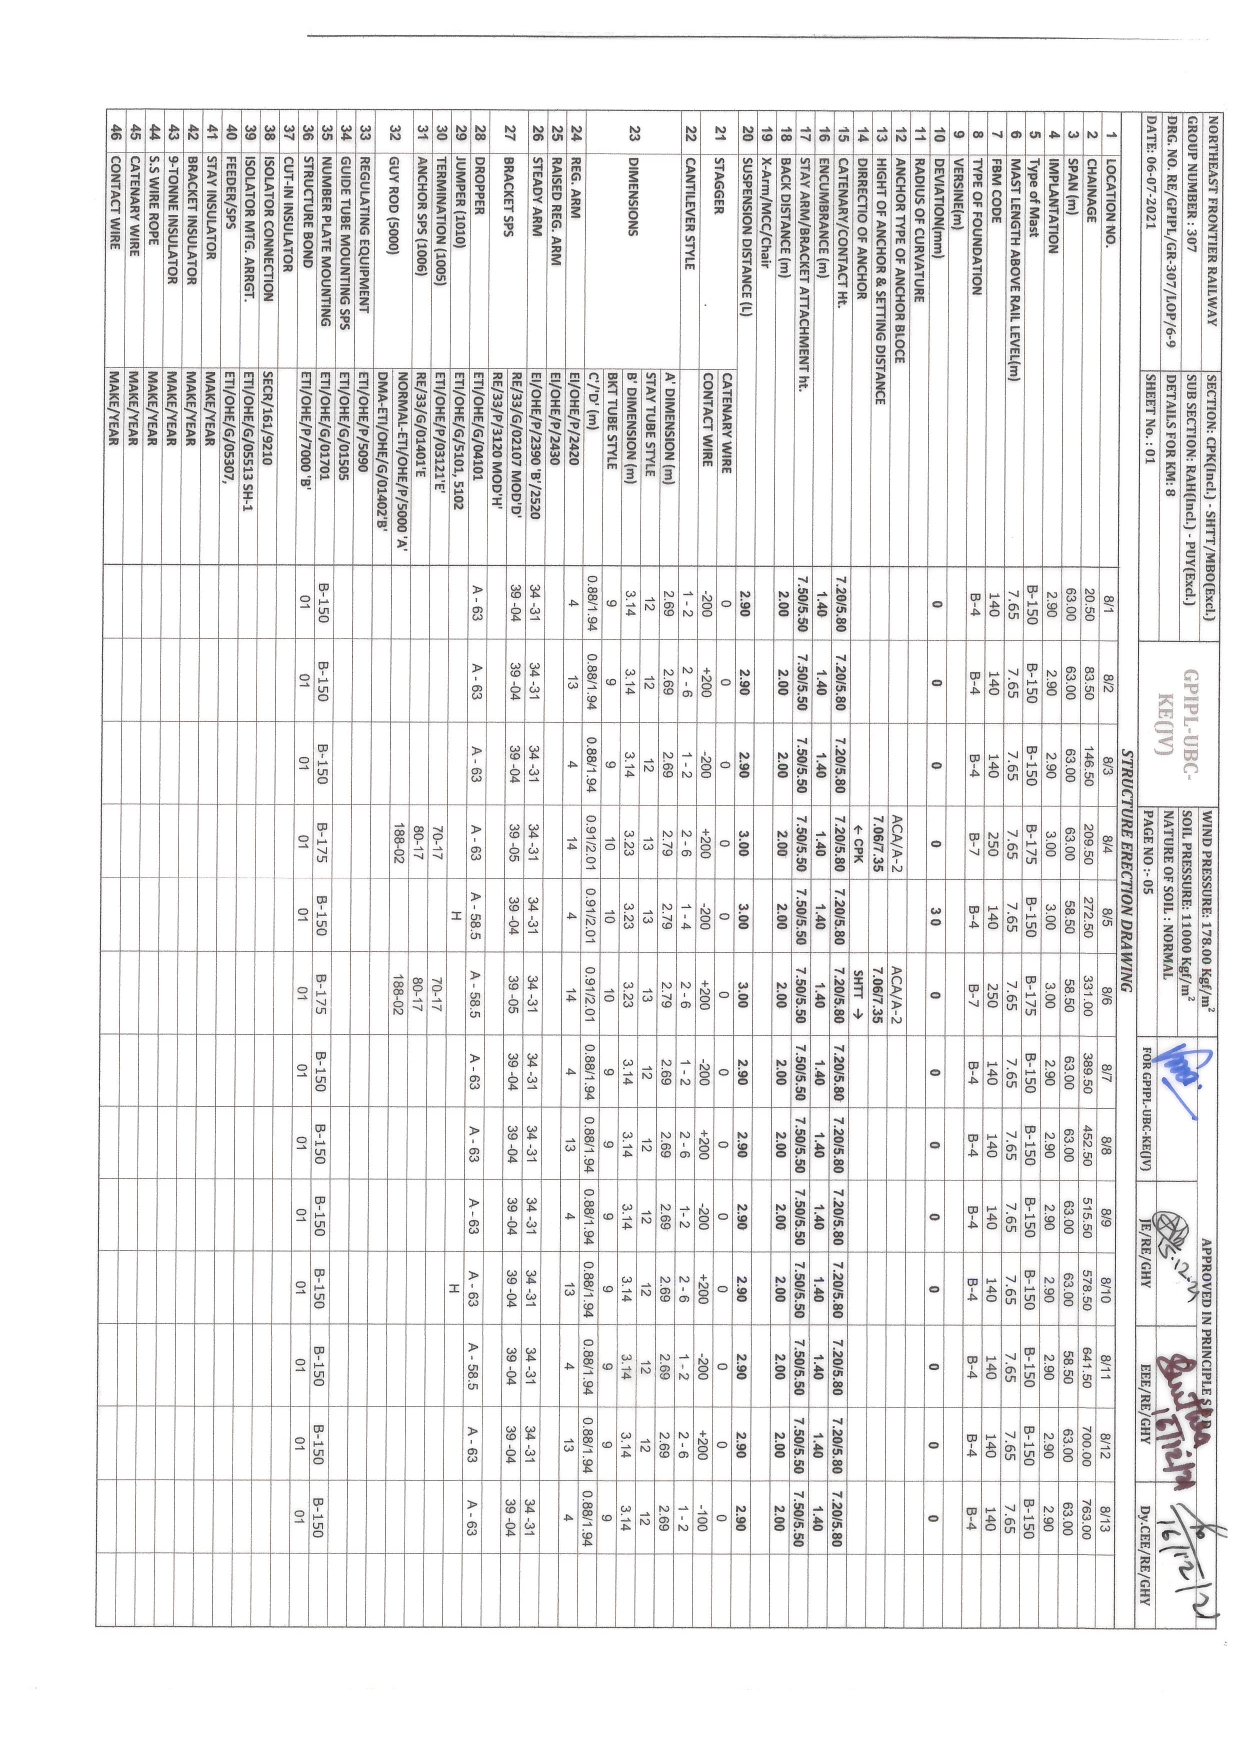 NORTHEAST FRONTIER RAILWAY SECTION: CPK(Incl.) - SHTT/MBO(Excl.) GPIPL-UBC- WIND PRESSURE: 178.00 Kgf/m² APPROVED IN PRINCIPLE
GROUP NUMBER : 307 SUB SECTION: RAH(Incl.) - PUY(Excl.) KE(JV) SOIL PRESSURE: 11000 Kgf/m²
DRG. NO. RE/GPIPL/GR-307/LOP/6-9 DETAILS FOR KM: 8 NATURE OF SOIL : NORMAL 16/12/21 16/12/21
DATE: 06-07-2021 SHEET No. : 01 PAGE NO :- 05 FOR GPIPL-UBC-KE(JV) JE/RE/GHY EEE/RE/GHY Dy.CEE/RE/GHY
STRUCTURE ERECTION DRAWING
1 LOCATION NO. 8/1 8/2 8/3 8/4 8/5 8/6 8/7 8/8 8/9 8/10 8/11 8/12 8/13
2 CHAINAGE 20.50 83.50 146.50 209.50 272.50 331.00 389.50 452.50 515.50 578.50 641.50 700.00 763.00
3 SPAN (m) 63.00 63.00 63.00 63.00 58.50 58.50 63.00 63.00 63.00 63.00 58.50 63.00 63.00
4 IMPLANTATION 2.90 2.90 2.90 3.00 3.00 3.00 2.90 2.90 2.90 2.90 2.90 2.90 2.90
5 Type of Mast B-150 B-150 B-150 B-175 B-150 B-175 B-150 B-150 B-150 B-150 B-150 B-150 B-150
6 MAST LENGTH ABOVE RAIL LEVEL(m) 7.65 7.65 7.65 7.65 7.65 7.65 7.65 7.65 7.65 7.65 7.65 7.65 7.65
7 FBM CODE 140 140 140 250 140 250 140 140 140 140 140 140 140
8 TYPE OF FOUNDATION B-4 B-4 B-4 B-7 B-4 B-7 B-4 B-4 B-4 B-4 B-4 B-4 B-4
9 VERSINE(m)
10 DEVIATION(mm) 0 0 0 0 30 0 0 0 0 0 0 0 0
11 RADIUS OF CURVATURE
12 ANCHOR TYPE OF ANCHOR BLOCE ACA/A-2 ACA/A-2
13 HIGHT OF ANCHOR & SETTING DISTANCE 7.06/7.35 7.06/7.35
14 DIRRECTIO OF ANCHOR ← CPK SHTT →
15 CATENARY/CONTACT Ht. 7.20/5.80 7.20/5.80 7.20/5.80 7.20/5.80 7.20/5.80 7.20/5.80 7.20/5.80 7.20/5.80 7.20/5.80 7.20/5.80 7.20/5.80 7.20/5.80 7.20/5.80
16 ENCUMBRANCE (m) 1.40 1.40 1.40 1.40 1.40 1.40 1.40 1.40 1.40 1.40 1.40 1.40 1.40
17 STAY ARM/BRACKET ATTACHMENT ht. 7.50/5.50 7.50/5.50 7.50/5.50 7.50/5.50 7.50/5.50 7.50/5.50 7.50/5.50 7.50/5.50 7.50/5.50 7.50/5.50 7.50/5.50 7.50/5.50 7.50/5.50
18 BACK DISTANCE (m) 2.00 2.00 2.00 2.00 2.00 2.00 2.00 2.00 2.00 2.00 2.00 2.00 2.00
19 X-Arm/MCC/Chair
20 SUSPENSION DISTANCE (L) 2.90 2.90 2.90 3.00 3.00 3.00 2.90 2.90 2.90 2.90 2.90 2.90 2.90
21 STAGGER CATENARY WIRE 0 0 0 0 0 0 0 0 0 0 0 0 0
CONTACT WIRE -200 +200 -200 +200 -200 +200 -200 +200 -200 +200 -200 +200 -100
22 CANTILEVER STYLE 1 - 2 2 - 6 1 - 2 2 - 6 1 - 4 2 - 6 1 - 2 2 - 6 1 - 2 2 - 6 1 - 2 2 - 6 1 - 2
23 DIMENSIONS A' DIMENSION (m) 2.69 2.69 2.69 2.79 2.79 2.79 2.69 2.69 2.69 2.69 2.69 2.69 2.69
STAY TUBE STYLE 12 12 12 13 13 13 12 12 12 12 12 12 12
B' DIMENSION (m) 3.14 3.14 3.14 3.23 3.23 3.23 3.14 3.14 3.14 3.14 3.14 3.14 3.14
BKT TUBE STYLE 9 9 9 10 10 10 9 9 9 9 9 9 9
C'/'D' (m) 0.88/1.94 0.88/1.94 0.88/1.94 0.91/2.01 0.91/2.01 0.91/2.01 0.88/1.94 0.88/1.94 0.88/1.94 0.88/1.94 0.88/1.94 0.88/1.94 0.88/1.94
24 REG. ARM EI/OHE/P/2420 4 13 4 14 4 14 4 13 4 13 4 13 4
25 RAISED REG. ARM EI/OHE/P/2430
26 STEADY ARM EI/OHE/P/2390 'B'/2520 34 -31 34 -31 34 -31 34 -31 34 -31 34 -31 34 -31 34 -31 34 -31 34 -31 34 -31 34 -31 34 -31
27 BRACKET SPS RE/33/G/02107 MOD'D' 39 -04 39 -04 39 -04 39 -05 39 -04 39 -05 39 -04 39 -04 39 -04 39 -04 39 -04 39 -04 39 -04
RE/33/P/3120 MOD'H'
28 DROPPER ETI/OHE/G/04101 A - 63 A - 63 A - 63 A - 63 A - 58.5 A - 58.5 A - 63 A - 63 A - 63 A - 63 A - 58.5 A - 63 A - 63
29 JUMPER (1010) ETI/OHE/G/5101, 5102 H H
30 TERMINATION (1005) ETI/OHE/P/03121'E' 70-17 70-17
31 ANCHOR SPS (1006) RE/33/G/01401'E 80-17 80-17
32 GUY ROD (5000) NORMAL-ETI/OHE/P/5000 'A' 188-02 188-02
DMA-ETI/OHE/G/01402'B'
33 REGULATING EQUIPMENT ETI/OHE/P/5090
34 GUIDE TUBE MOUNTING SPS ETI/OHE/G/01505
35 NUMBER PLATE MOUNTING ETI/OHE/G/01701 B-150 B-150 B-150 B-175 B-150 B-175 B-150 B-150 B-150 B-150 B-150 B-150 B-150
36 STRUCTURE BOND ETI/OHE/P/7000 'B' 01 01 01 01 01 01 01 01 01 01 01 01 01
37 CUT-IN INSULATOR
38 ISOLATOR CONNECTION SECR/161/9210
39 ISOLATOR MTG. ARRGT. ETI/OHE/G/05513 SH-1
40 FEEDER/SPS ETI/OHE/G/05307,
41 STAY INSULATOR MAKE/YEAR
42 BRACKET INSULATOR MAKE/YEAR
43 9-TONNE INSULATOR MAKE/YEAR
44 S.S WIRE ROPE MAKE/YEAR
45 CATENARY WIRE MAKE/YEAR
46 CONTACT WIRE MAKE/YEAR